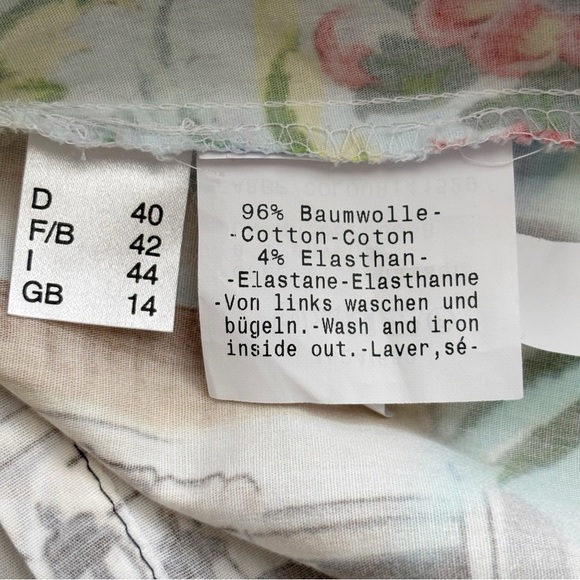 D 40
F/B 42
I 44
GB 14
96% Baumwolle-
-Cotton-Coton
4% Elasthan-
-Elastane-Elasthanne
-Von links waschen und
bügeln.-Wash and iron
inside out.-Laver,sé-